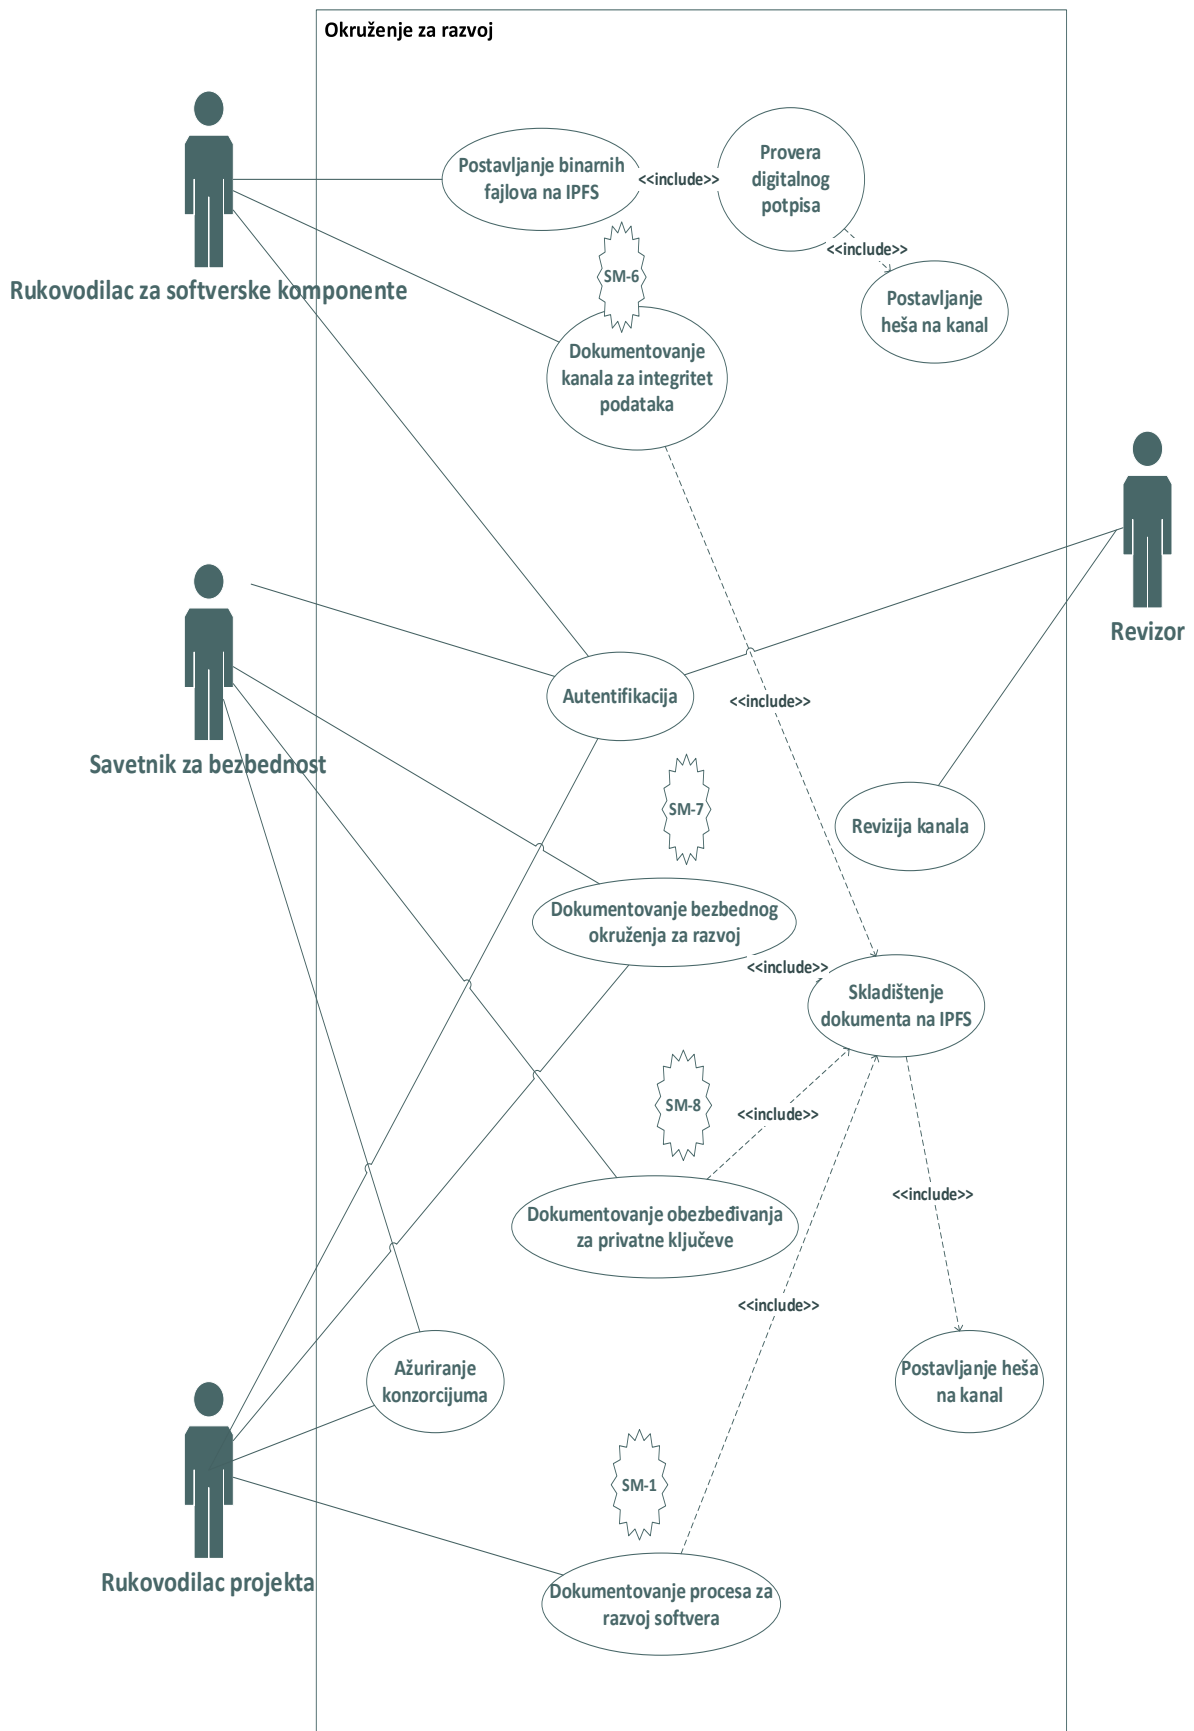 Okruženje za razvoj
Postavljanje binarnih
fajlova na IPFS
<<include>>
Provera
digitalnog
potpisa
<<include>>
Rukovodilac za softverske komponente
SM-6
Postavljanje
heša na kanal
Dokumentovanje
kanala za integritet
podataka
Revizor
Autentifikacija
<<include>>
Savetnik za bezbednost
SM-7
Revizija kanala
Dokumentovanje bezbednog
okruženja za razvoj
<<include>>
Skladištenje
dokumenta na IPFS
SM-8
<<include>>
<<include>>
Dokumentovanje obezbeđivanja
za privatne ključeve
<<include>>
Ažuriranje
konzorcijuma
Postavljanje heša
na kanal
SM-1
Rukovodilac projekta
Dokumentovanje procesa za
razvoj softvera